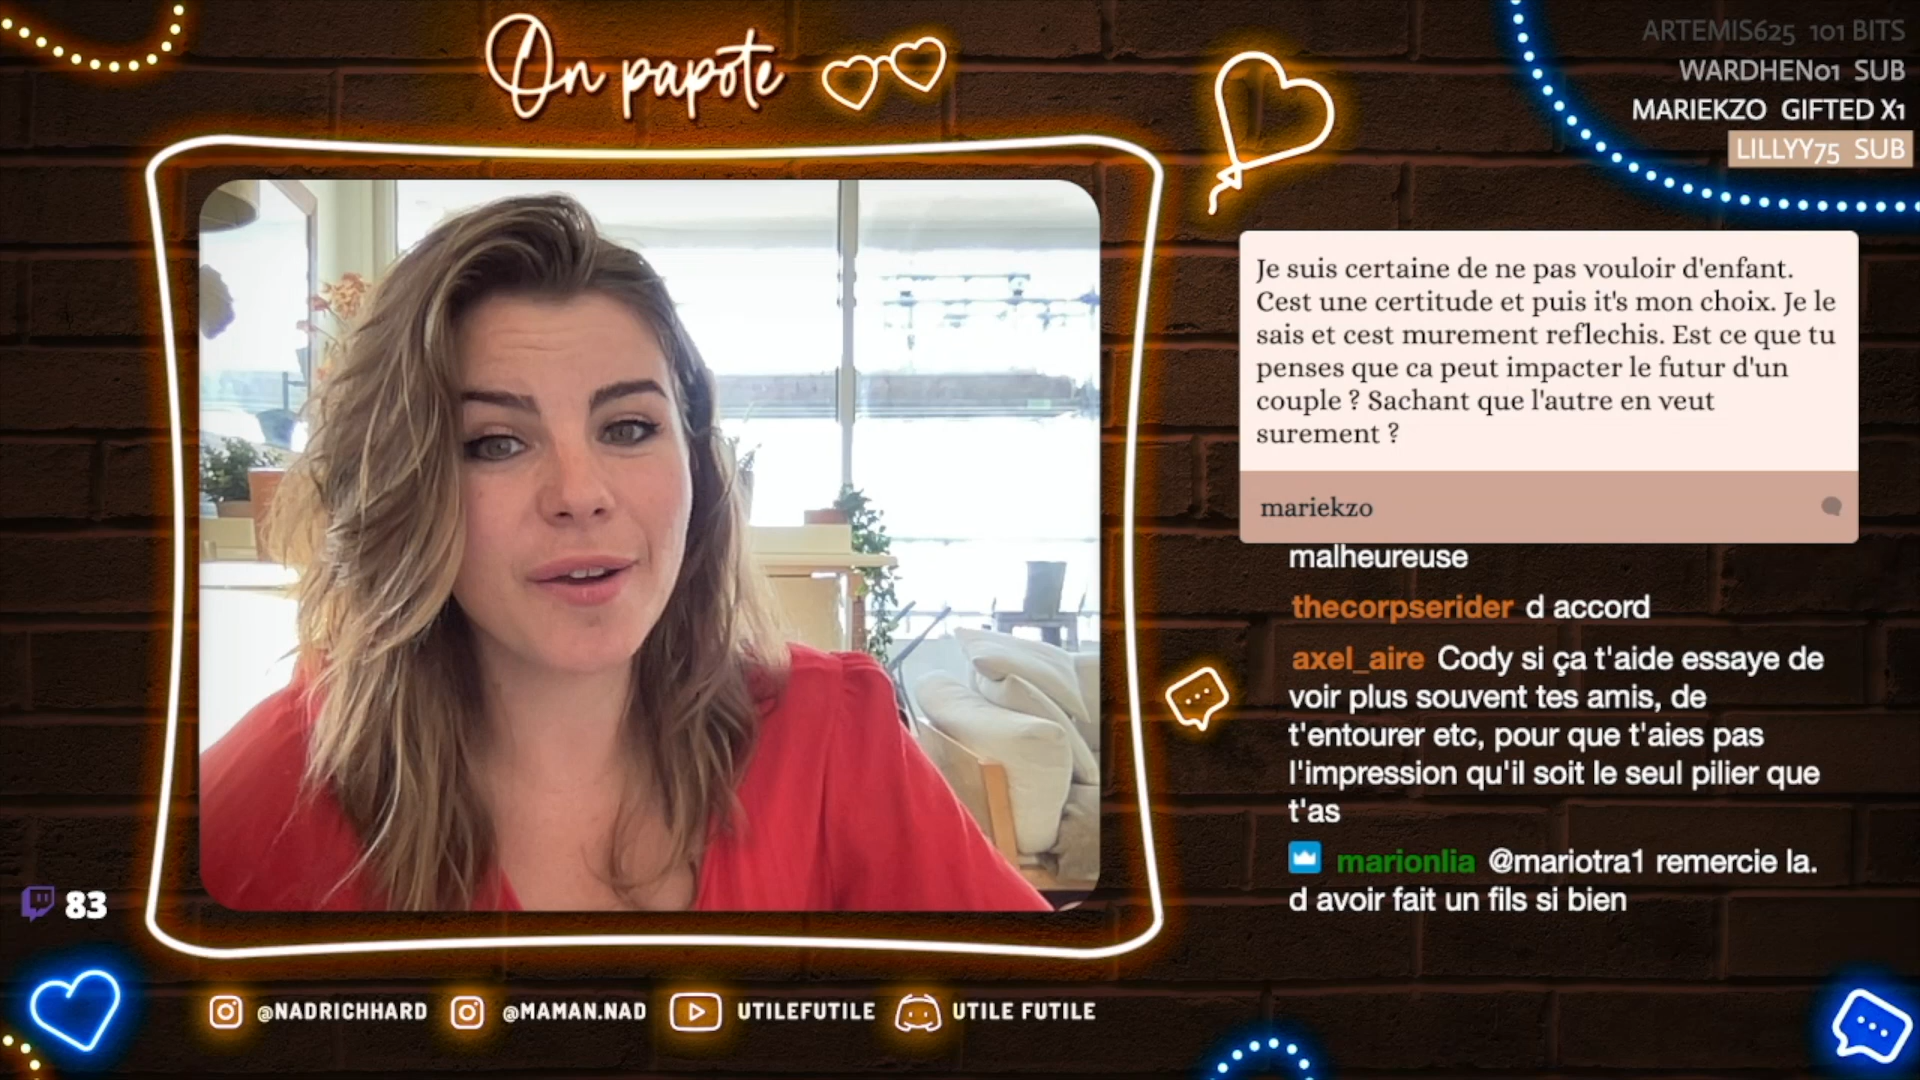 On papote
ARTEMIS625 101 BITS
WARDHEN01 SUB
MARIEKZO GIFTED X1
LILLYY75 SUB
Je suis certaine de ne pas vouloir d'enfant.
Cest une certitude et puis it's mon choix. Je le
sais et cest murement reflechis. Est ce que tu
penses que ca peut impacter le futur d'un
couple ? Sachant que l'autre en veut
surement ?
mariekzo
malheureuse
thecorpserider d accord
axel_aire Cody si ça t'aide essaye de
voir plus souvent tes amis, de
t'entourer etc, pour que t'aies pas
l'impression qu'il soit le seul pilier que
t'as
marionlia @mariotra1 remercie la.
d avoir fait un fils si bien
83
@NADRICHHARD @MAMAN.NAD UTILEFUTILE UTILE FUTILE